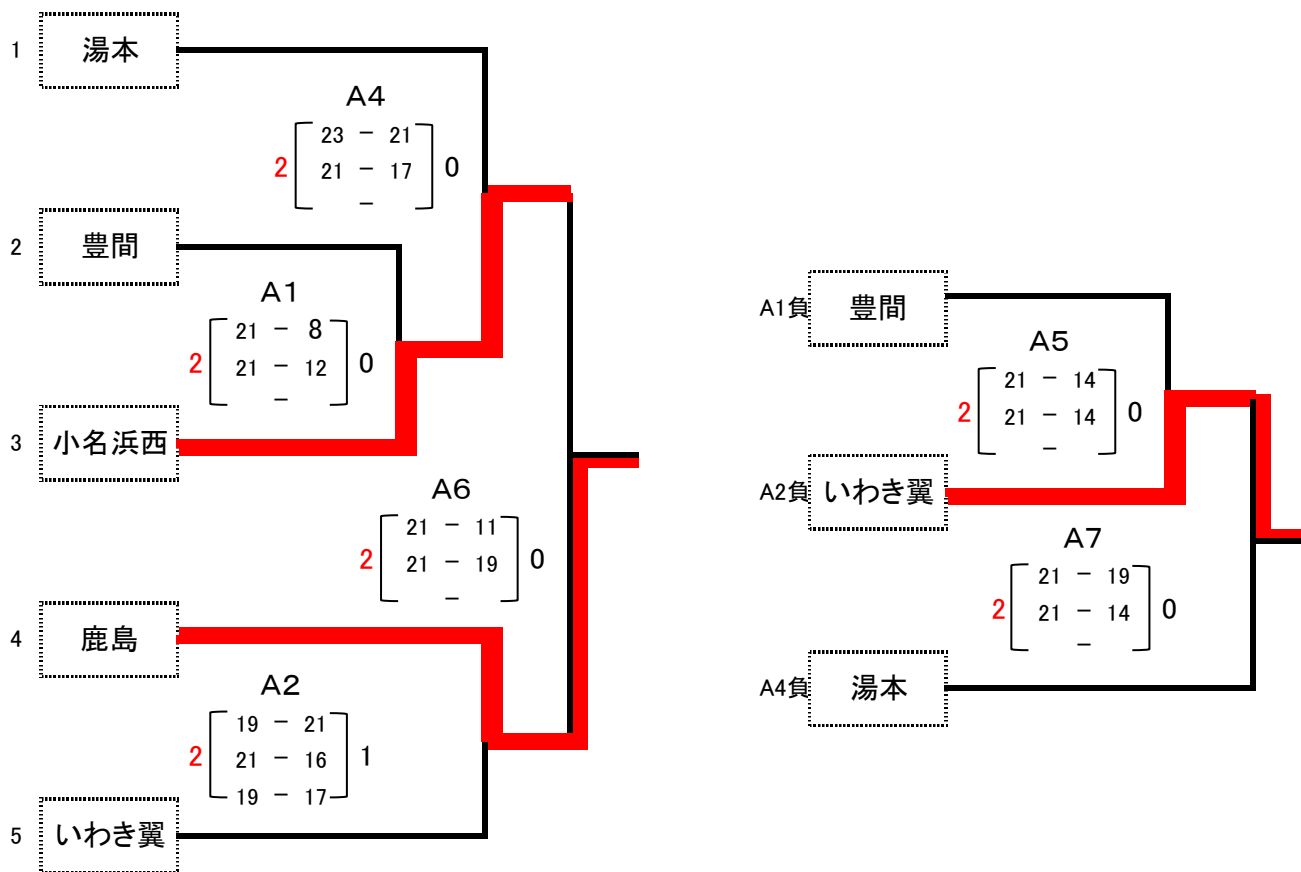 1 湯本
A4
23 － 21
2 21 － 17 0
－
2 豊間
A1
21 － 8
2 21 － 12 0
－
3 小名浜西
A6
21 － 11
2 21 － 19 0
－
4 鹿島
A2
19 － 21
2 21 － 16 1
19 － 17
5 いわき翼
A1負 豊間
A5
21 － 14
2 21 － 14 0
－
A2負 いわき翼
A7
21 － 19
2 21 － 14 0
－
A4負 湯本